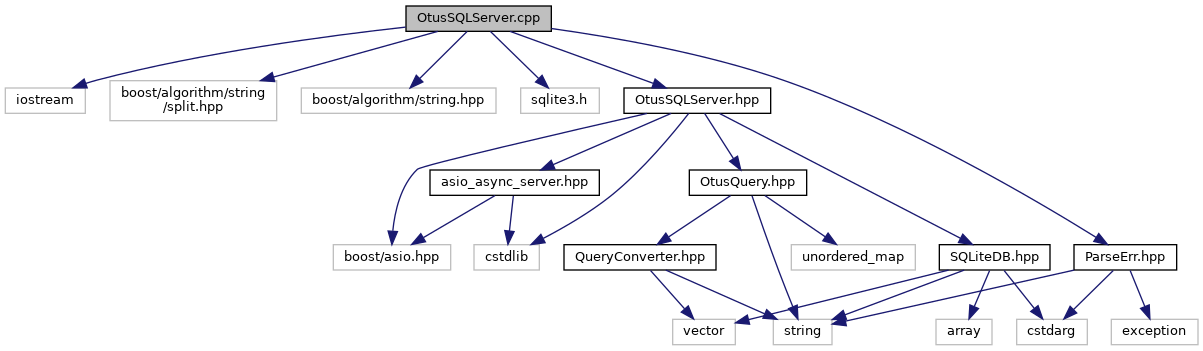 OtusSQLServer.cpp
iostream
boost/algorithm/string
/split.hpp
boost/algorithm/string.hpp
sqlite3.h
OtusSQLServer.hpp
asio_async_server.hpp
OtusQuery.hpp
boost/asio.hpp
cstdlib
QueryConverter.hpp
unordered_map
SQLiteDB.hpp
ParseErr.hpp
vector
string
array
cstdarg
exception